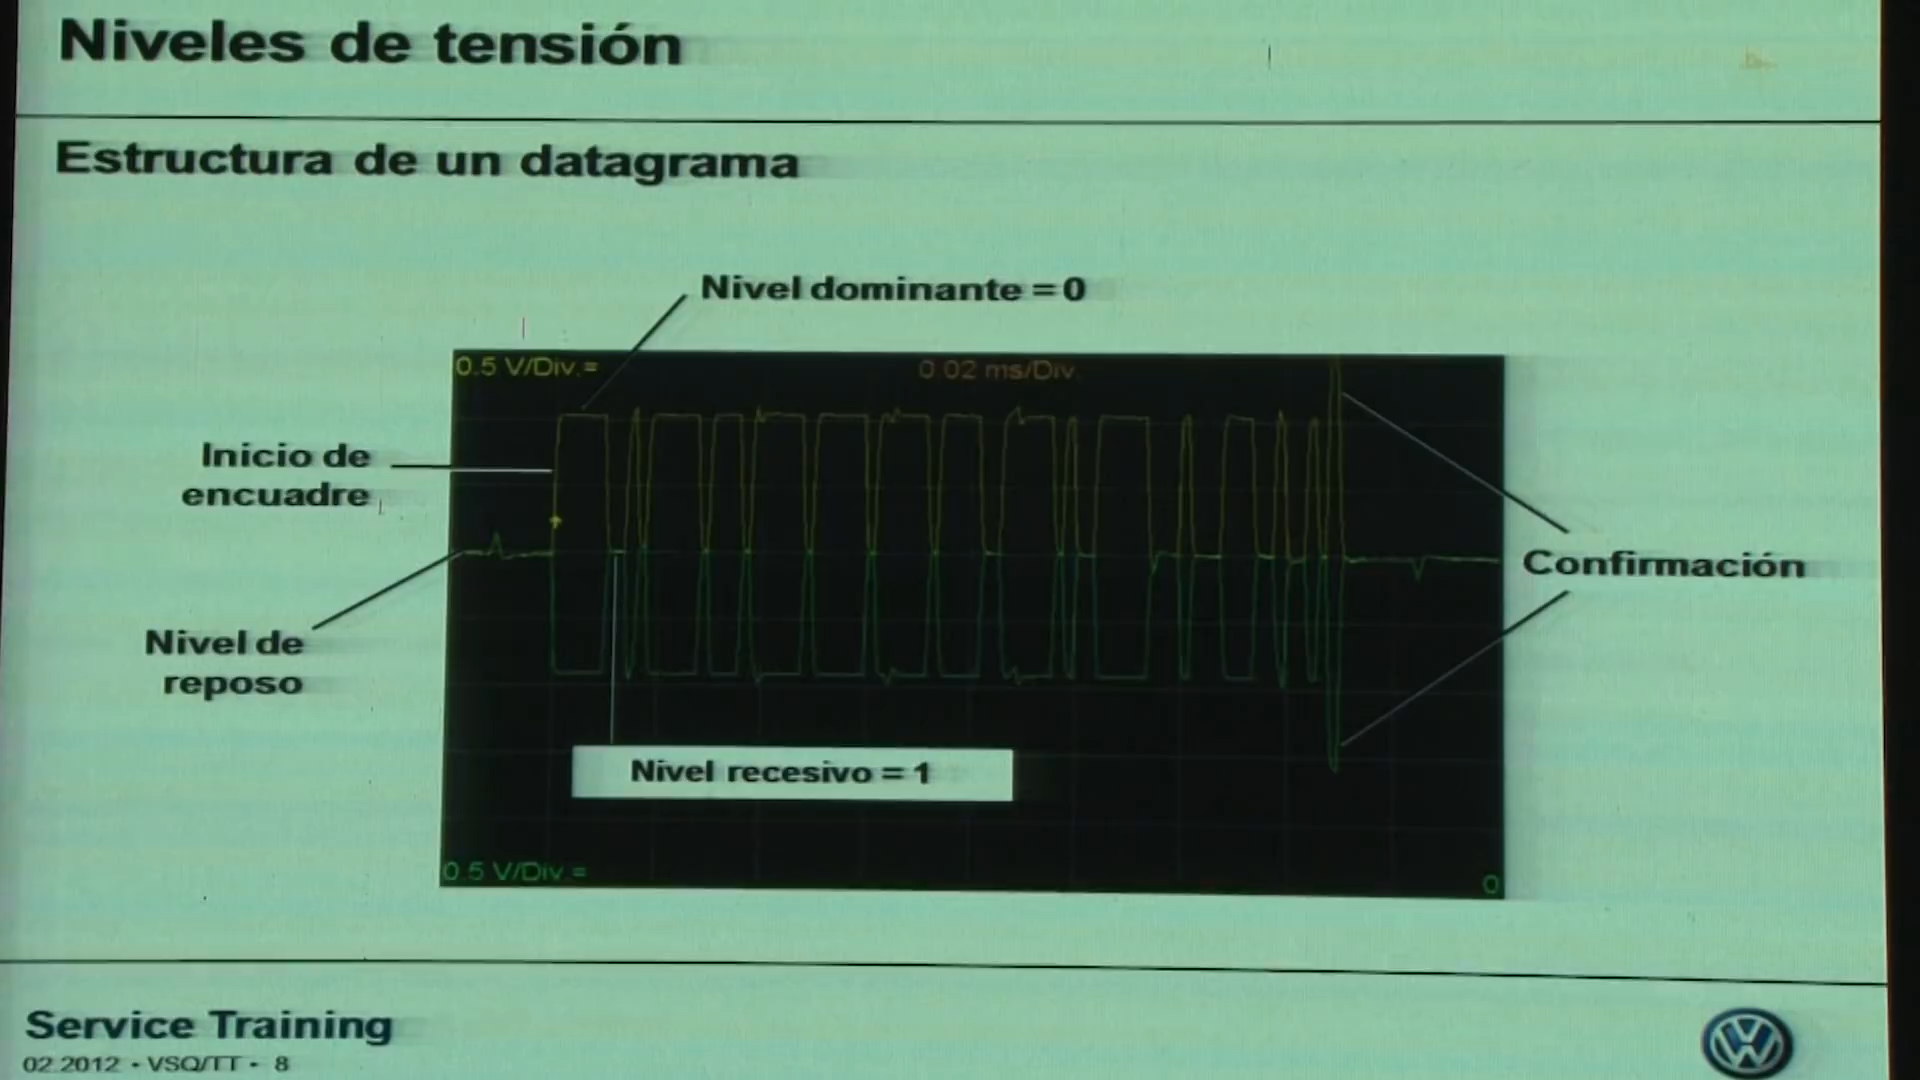 Niveles de tensión
Estructura de un datagrama
Nivel dominante = 0
0.5 V/Div.=
0.02 ms/Div.
Inicio de
encuadre
Confirmación
Nivel de
reposo
Nivel recesivo = 1
0.5 V/Div.=
0
Service Training
02.2012 • VSQ/TT • 8